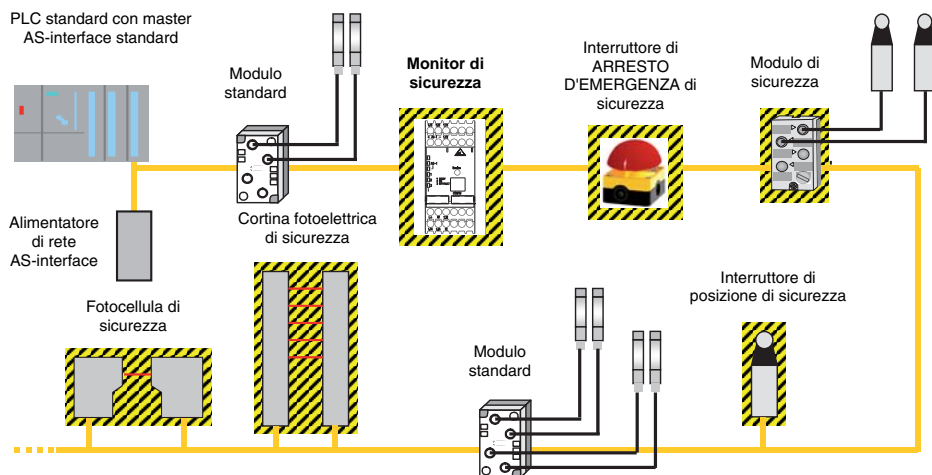 PLC standard con master
AS-interface standard
Modulo
standard
Monitor di
sicurezza
Interruttore di
ARRESTO
D'EMERGENZA di
sicurezza
Modulo di
sicurezza
Alimentatore
di rete
AS-interface
Cortina fotoelettrica
di sicurezza
Fotocellula di
sicurezza
Modulo
standard
Interruttore di
posizione di sicurezza